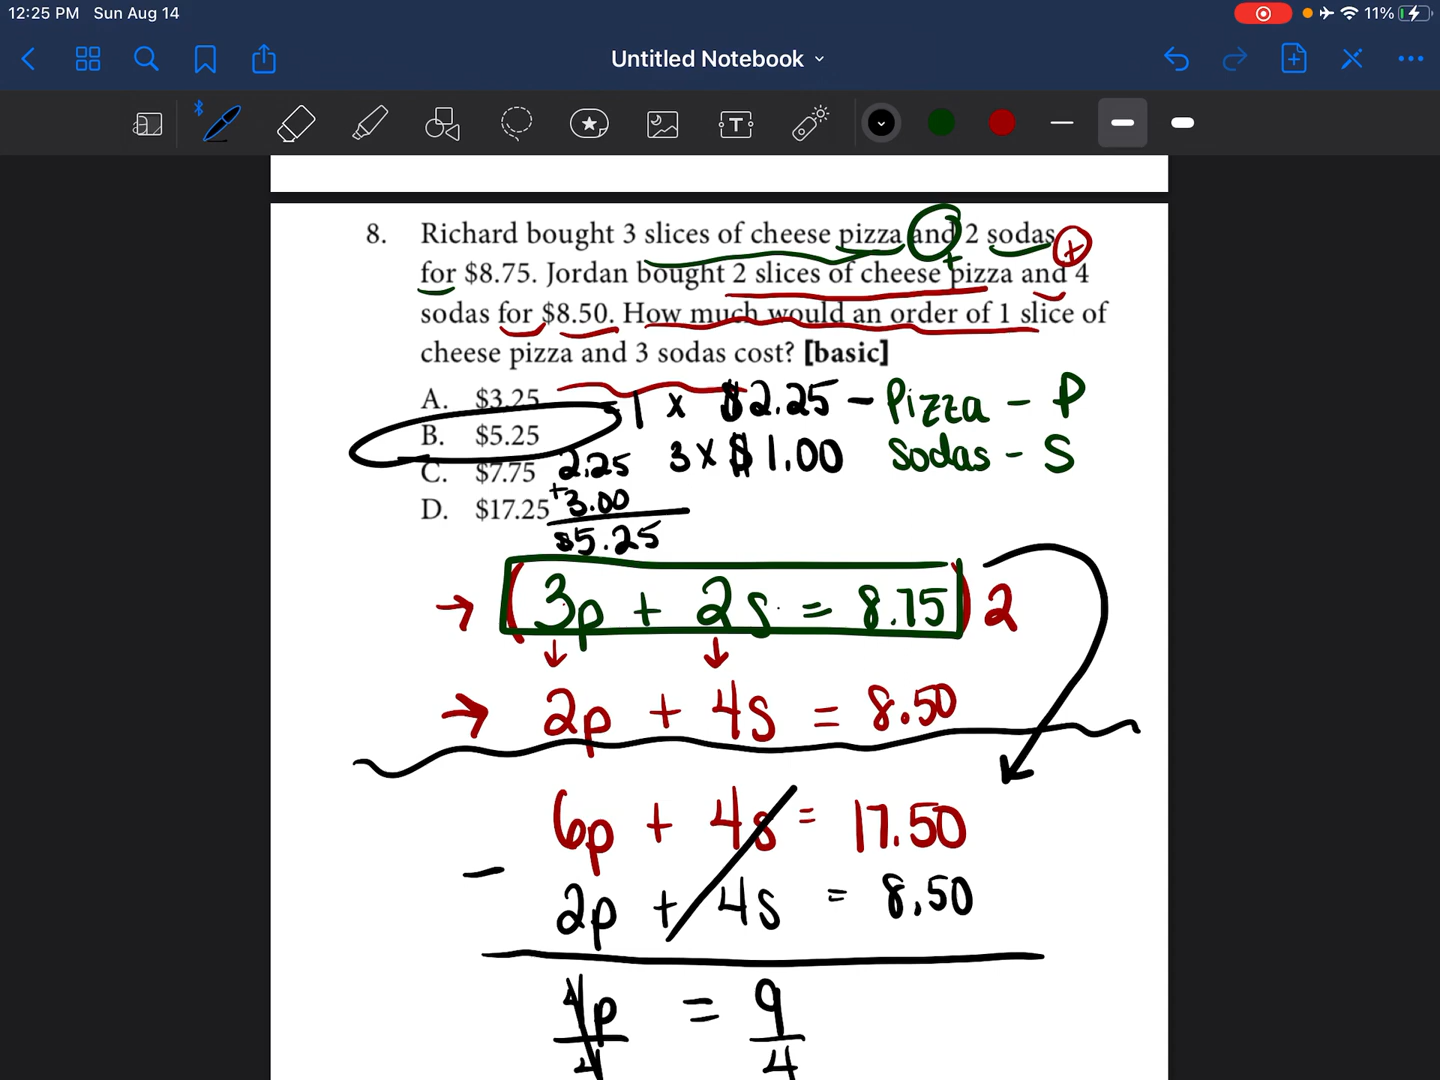 12:25 PM Sun Aug 14
11%
Untitled Notebook
T
8. Richard bought 3 slices of cheese pizza and 2 sodas
+
+
for $8.75. Jordan bought 2 slices of cheese pizza and 4
sodas for $8.50. How much would an order of 1 slice of
cheese pizza and 3 sodas cost? [basic]
A. $3.25
1 x $2.25 - Pizza - P
B. $5.25
3 x $1.00 Sodas - S
C. $7.75
2.25
D. $17.25
+3.00
$5.25
→ (3p + 2s = 8.75) 2
→ 2p + 4s = 8.50
6p + 4s = 17.50
- 2p + 4s = 8.50
4p = 9
4 4